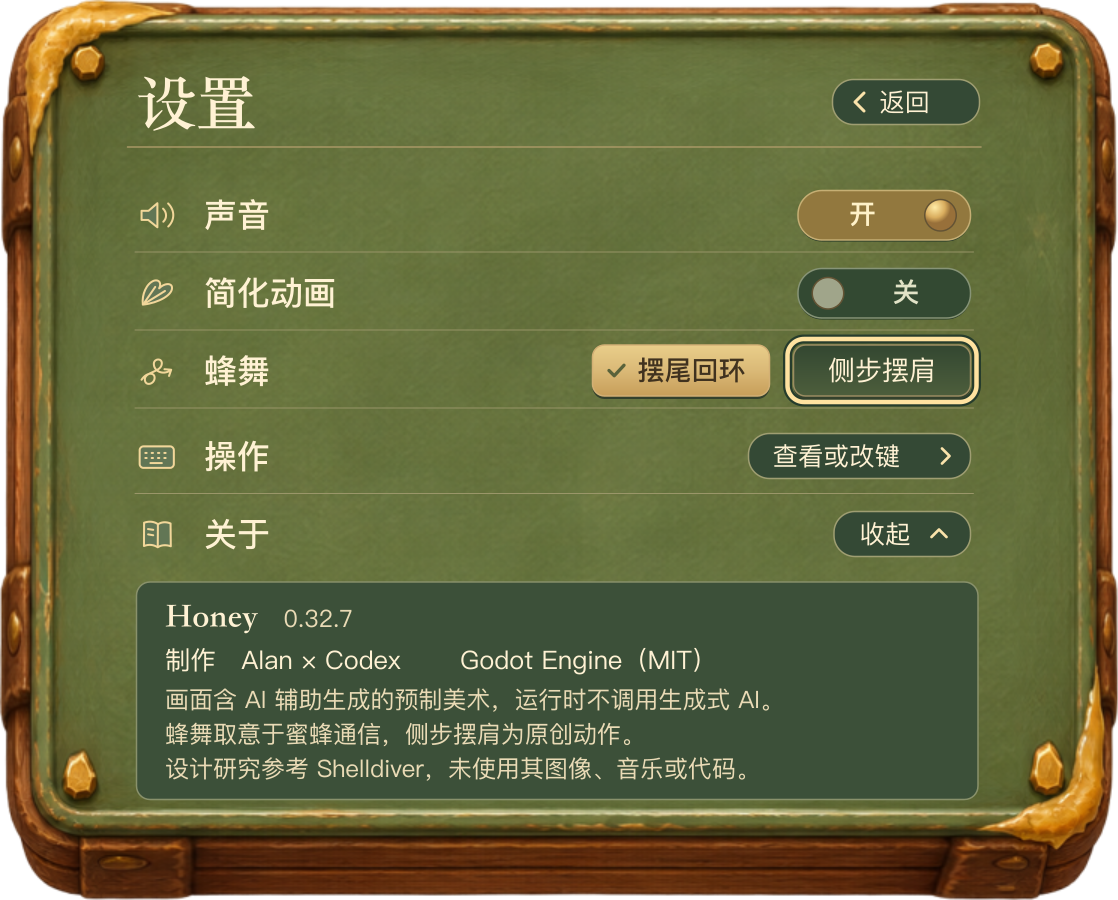 设置
返回
声音 开
简化动画 关
蜂舞 摆尾回环 侧步摆肩
操作 查看或改键
关于 收起
Honey 0.32.7
制作 Alan × Codex Godot Engine（MIT）
画面含 AI 辅助生成的预制美术，运行时不调用生成式 AI。
蜂舞取意于蜜蜂通信，侧步摆肩为原创动作。
设计研究参考 Shelldiver，未使用其图像、音乐或代码。